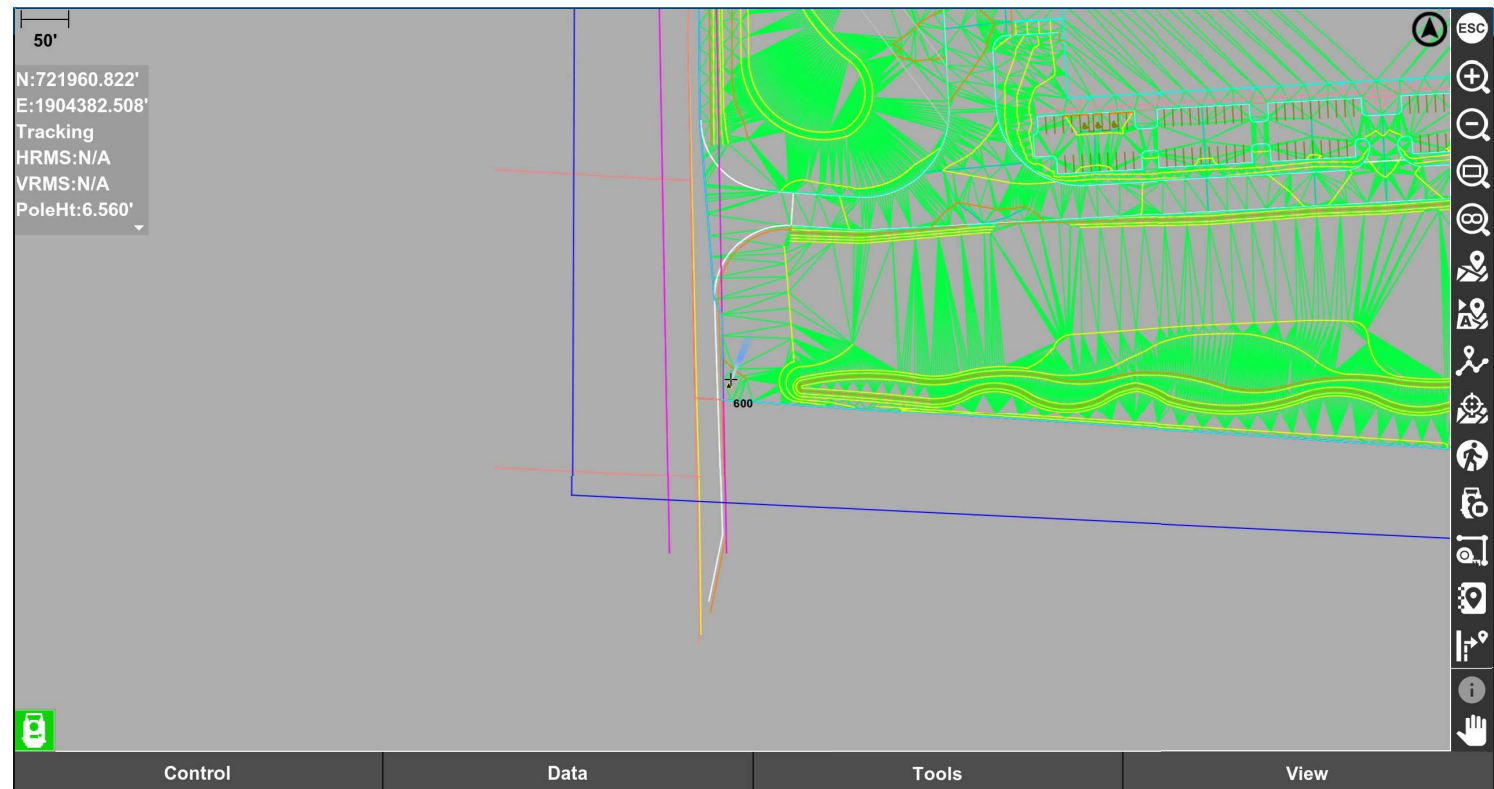 50'
ESC
N:721960.822'
E:1904382.508'
Tracking
HRMS:N/A
VRMS:N/A
PoleHt:6.560'
A
600
Control
Data
Tools
View